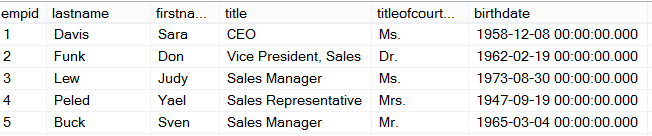 empid lastname firstna... title titleofcourt... birthdate
1 Davis Sara CEO Ms. 1958-12-08 00:00:00.000
2 Funk Don Vice President, Sales Dr. 1962-02-19 00:00:00.000
3 Lew Judy Sales Manager Ms. 1973-08-30 00:00:00.000
4 Peled Yael Sales Representative Mrs. 1947-09-19 00:00:00.000
5 Buck Sven Sales Manager Mr. 1965-03-04 00:00:00.000